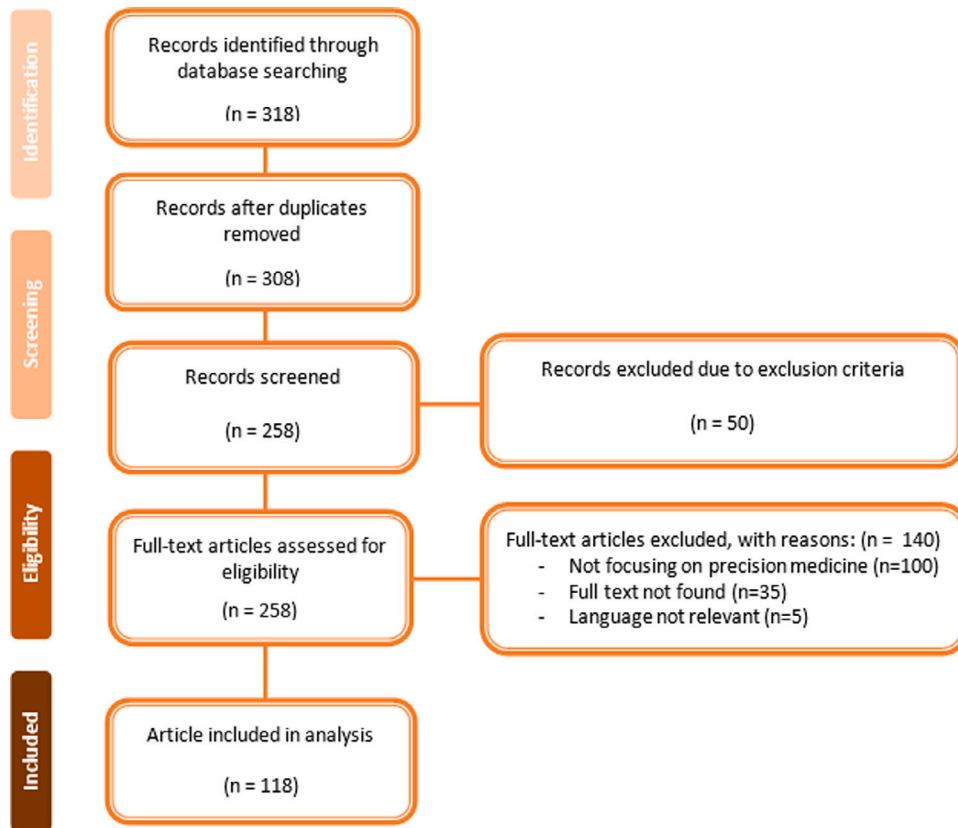 Identification
Records identified through
database searching
(n = 318)
Records after duplicates
removed
(n = 308)
Screening
Records screened
(n = 258)
Records excluded due to exclusion criteria
(n = 50)
Eligibility
Full-text articles assessed for
eligibility
(n = 258)
Full-text articles excluded, with reasons: (n = 140)
- Not focusing on precision medicine (n=100)
- Full text not found (n=35)
- Language not relevant (n=5)
Included
Article included in analysis
(n = 118)